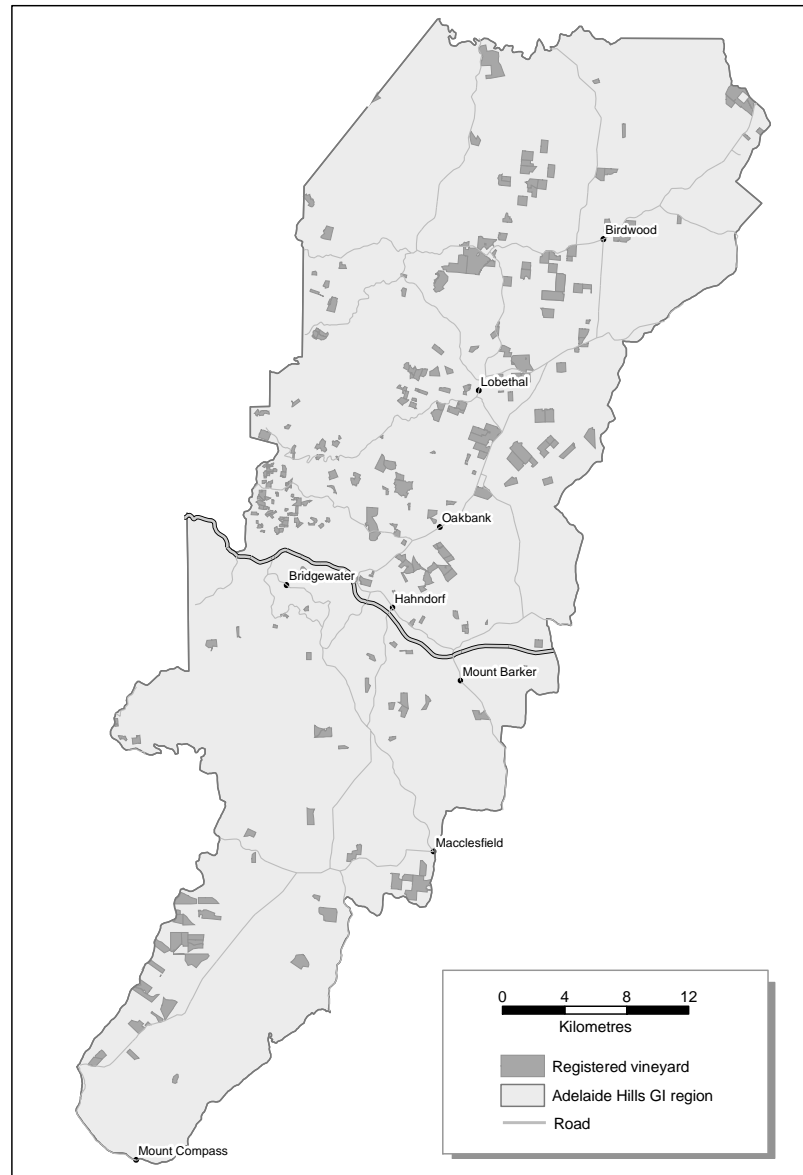 Birdwood
Lobethal
Oakbank
Bridgewater
Hahndorf
Mount Barker
Macclesfield
Mount Compass
0 4 8 12
Kilometres
Registered vineyard
Adelaide Hills GI region
Road